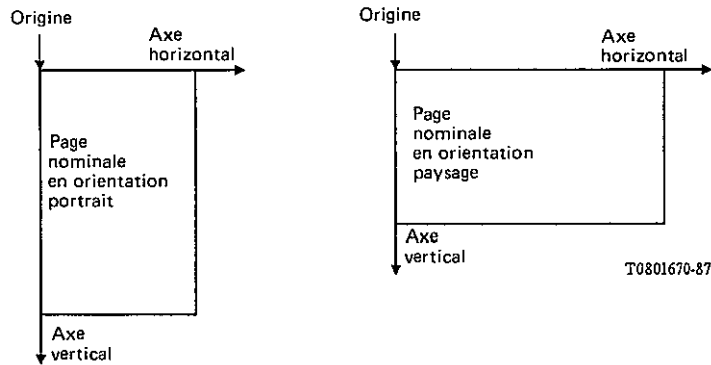 Origine
Axe
horizontal
Page
nominale
en orientation
portrait
Axe
vertical
Origine
Axe
horizontal
Page
nominale
en orientation
paysage
Axe
vertical
T0801670-87